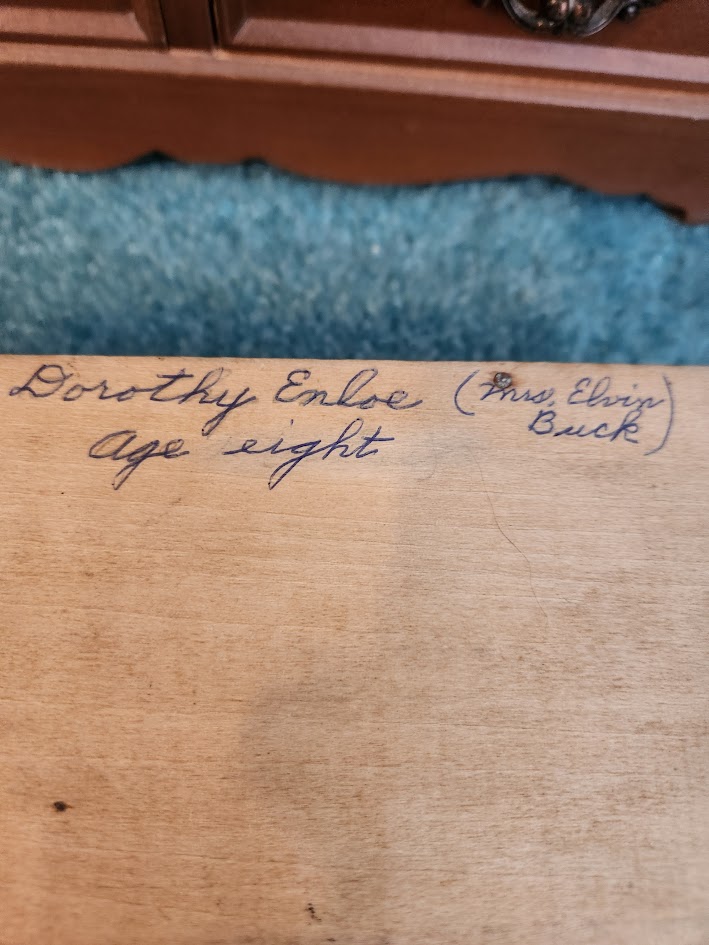 Dorothy Enloe (Mrs. Elvin
Buck)
age eight